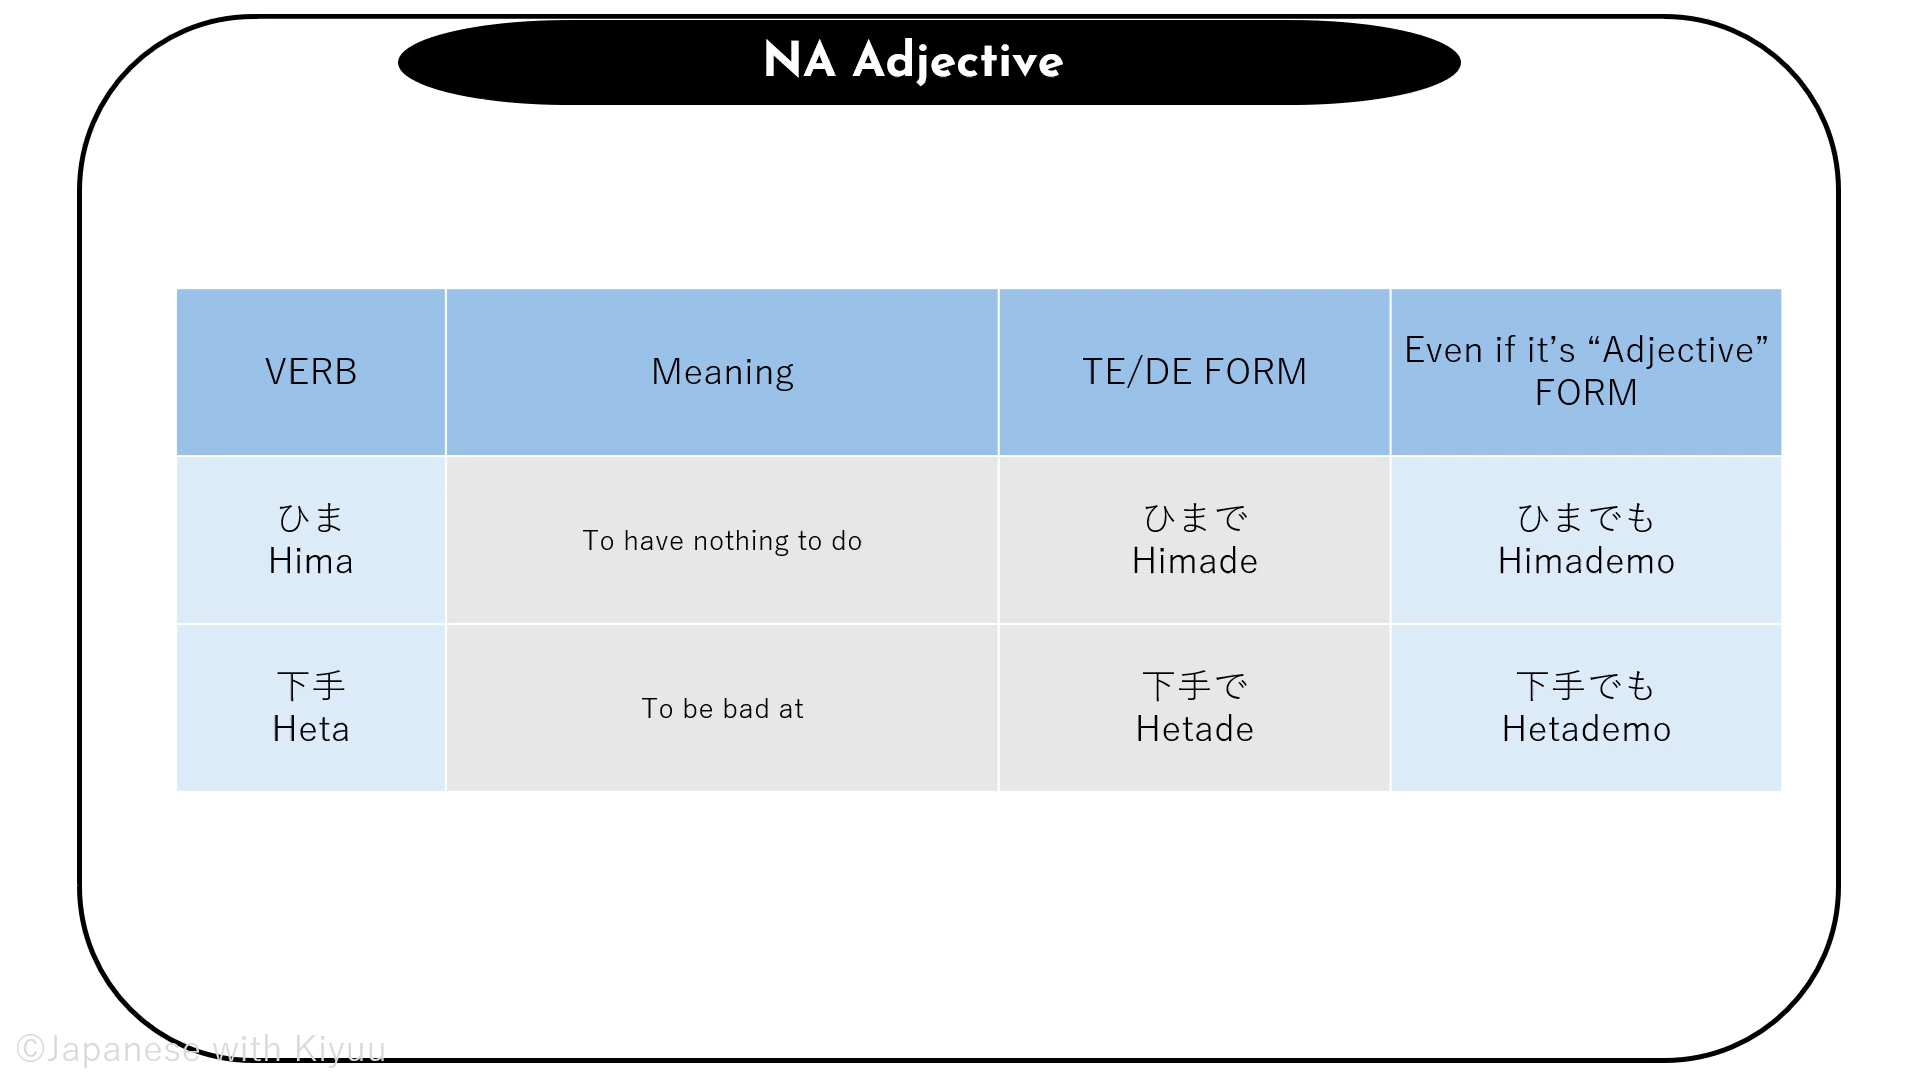 NA Adjective
VERB
Meaning
TE/DE FORM
Even if it's “Adjective”
FORM
ひま
Hima
To have nothing to do
ひまで
Himade
ひまでも
Himademo
下手
Heta
To be bad at
下手で
Hetade
下手でも
Hetademo
©Japanese with Kiyuu